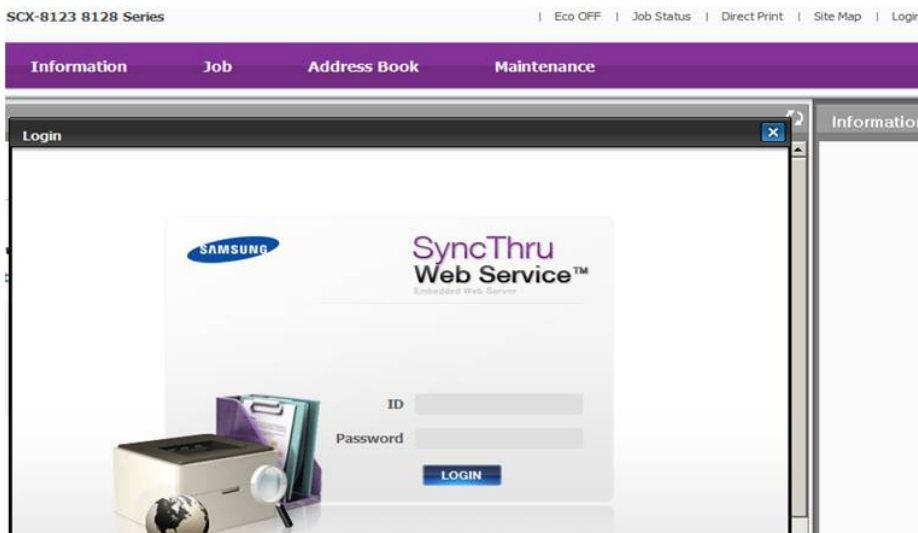 SCX-8123 8128 Series | Eco OFF | Job Status | Direct Print | Site Map | Login
Information Job Address Book Maintenance
Login
Information
SAMSUNG
SyncThru
Web Service™
Embedded Web Server
ID
Password
LOGIN